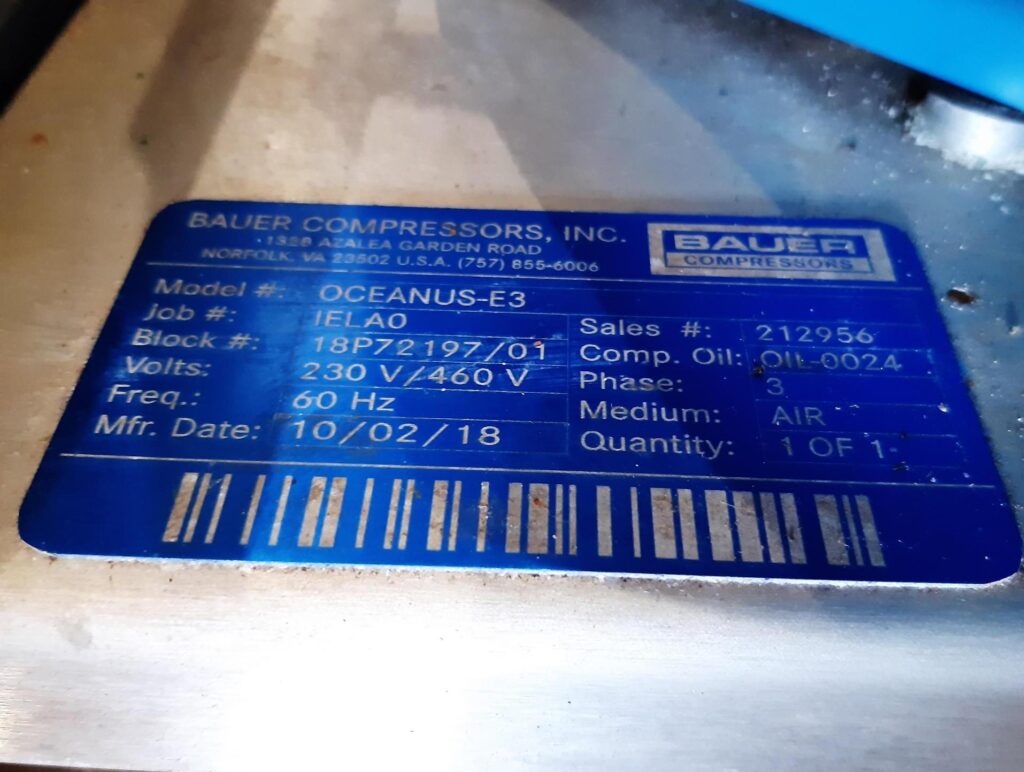 BAUER COMPRESSORS, INC.
1328 AZALEA GARDEN ROAD
NORFOLK, VA 23502 U.S.A. (757) 855-6006
BAUER
COMPRESSORS
Model #: OCEANUS-E3
Job #: IELA0
Block #: 18P72197/01
Volts: 230 V/460 V
Freq.: 60 Hz
Mfr. Date: 10/02/18
Sales #: 212956
Comp. Oil: OIL-0024
Phase: 3
Medium: AIR
Quantity: 1 OF 1